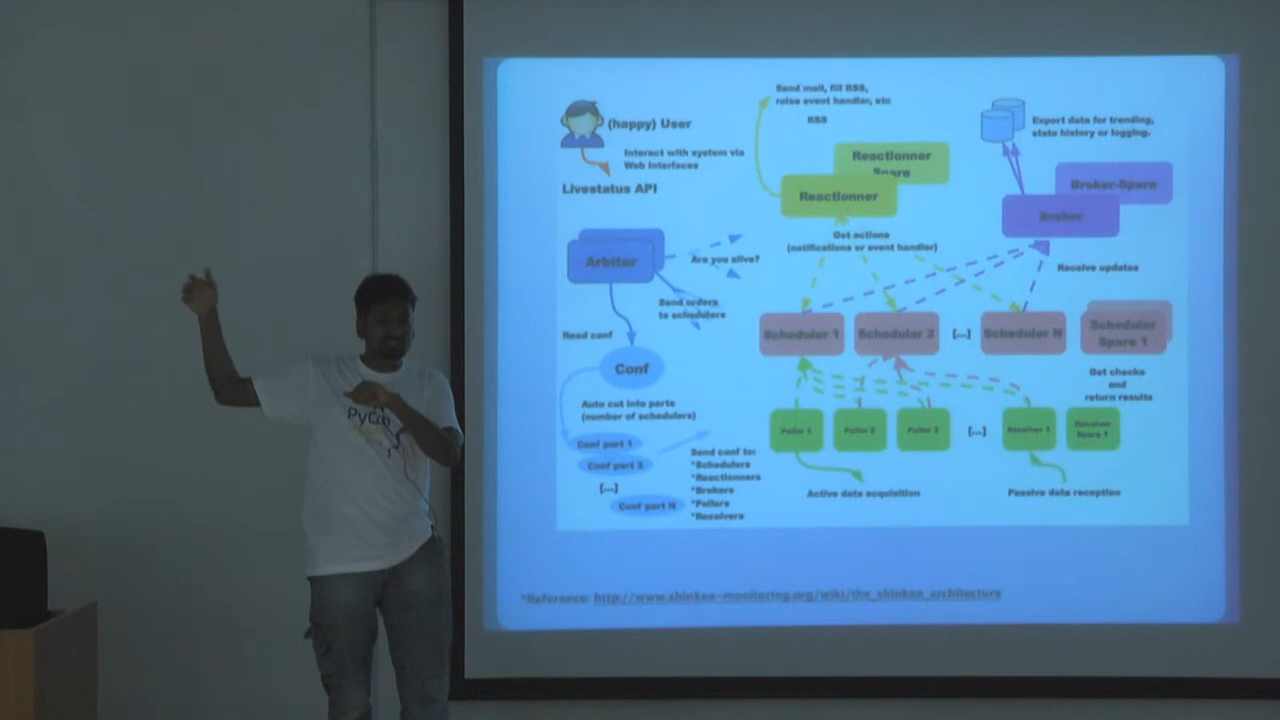 (happy) User
Interact with system via
Web Interfaces
Livestatus API
Send mail, fill RSS,
raise event handler, etc
RSS
Reactionner
Spare
Reactionner
Export data for trending,
state history or logging.
Broker-Spare
Broker
Arbiter
Are you alive?
Get actions
(notifications or event handler)
Receive updates
Send orders
to schedulers
Read conf
Scheduler 1
Scheduler 2
[...]
Scheduler N
Scheduler
Spare 1
Conf
Get checks
and
return results
Auto cut into parts
(number of schedulers)
Poller 1
Poller 2
Poller 3
[...]
Receiver 1
Receiver
Spare 1
Conf part 1
Conf part 2
[...]
Conf part N
Send conf to:
*Schedulers
*Reactionners
*Brokers
*Pollers
*Receivers
Active data acquisition
Passive data reception
*Reference: http://www.shinken-monitoring.org/wiki/the_shinken_architecture
PyCon